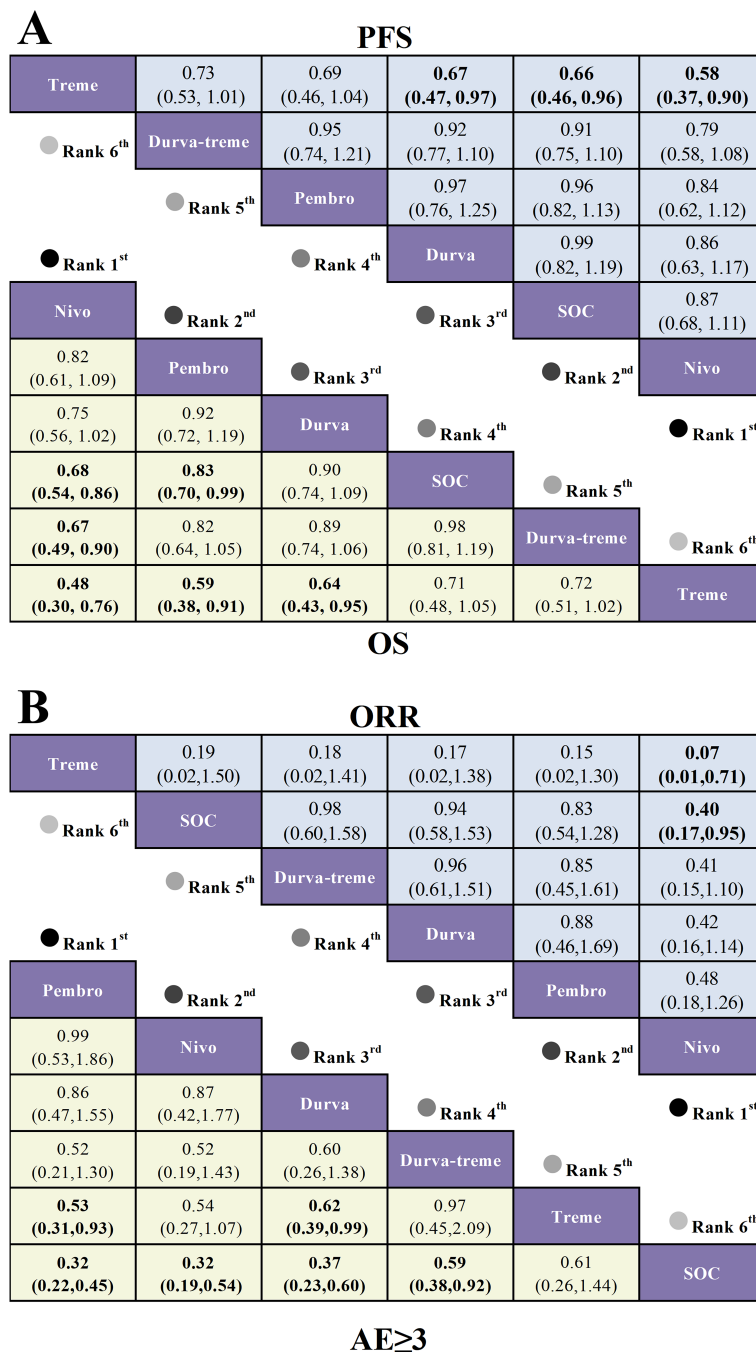 A
PFS
Treme 0.73 0.69 0.67 0.66 0.58
(0.53, 1.01) (0.46, 1.04) (0.47, 0.97) (0.46, 0.96) (0.37, 0.90)
Rank 6th Durva-treme 0.95 0.92 0.91 0.79
(0.74, 1.21) (0.77, 1.10) (0.75, 1.10) (0.58, 1.08)
Rank 5th Pembro 0.97 0.96 0.84
(0.76, 1.25) (0.82, 1.13) (0.62, 1.12)
Rank 1st Rank 4th Durva 0.99 0.86
(0.82, 1.19) (0.63, 1.17)
Nivo Rank 2nd Rank 3rd SOC 0.87
(0.68, 1.11)
0.82 Pembro Rank 3rd Rank 2nd Nivo
(0.61, 1.09)
0.75 0.92 Durva Rank 4th Rank 1st
(0.56, 1.02) (0.72, 1.19)
0.68 0.83 0.90 SOC Rank 5th
(0.54, 0.86) (0.70, 0.99) (0.74, 1.09)
0.67 0.82 0.89 0.98 Durva-treme Rank 6th
(0.49, 0.90) (0.64, 1.05) (0.74, 1.06) (0.81, 1.19)
0.48 0.59 0.64 0.71 0.72 Treme
(0.30, 0.76) (0.38, 0.91) (0.43, 0.95) (0.48, 1.05) (0.51, 1.02)
OS
B
ORR
Treme 0.19 0.18 0.17 0.15 0.07
(0.02,1.50) (0.02,1.41) (0.02,1.38) (0.02,1.30) (0.01,0.71)
Rank 6th SOC 0.98 0.94 0.83 0.40
(0.60,1.58) (0.58,1.53) (0.54,1.28) (0.17,0.95)
Rank 5th Durva-treme 0.96 0.85 0.41
(0.61,1.51) (0.45,1.61) (0.15,1.10)
Rank 1st Rank 4th Durva 0.88 0.42
(0.46,1.69) (0.16,1.14)
Pembro Rank 2nd Rank 3rd Pembro 0.48
(0.18,1.26)
0.99 Nivo Rank 3rd Rank 2nd Nivo
(0.53,1.86)
0.86 0.87 Durva Rank 4th Rank 1st
(0.47,1.55) (0.42,1.77)
0.52 0.52 0.60 Durva-treme Rank 5th
(0.21,1.30) (0.19,1.43) (0.26,1.38)
0.53 0.54 0.62 0.97 Treme Rank 6th
(0.31,0.93) (0.27,1.07) (0.39,0.99) (0.45,2.09)
0.32 0.32 0.37 0.59 0.61 SOC
(0.22,0.45) (0.19,0.54) (0.23,0.60) (0.38,0.92) (0.26,1.44)
AE≥3